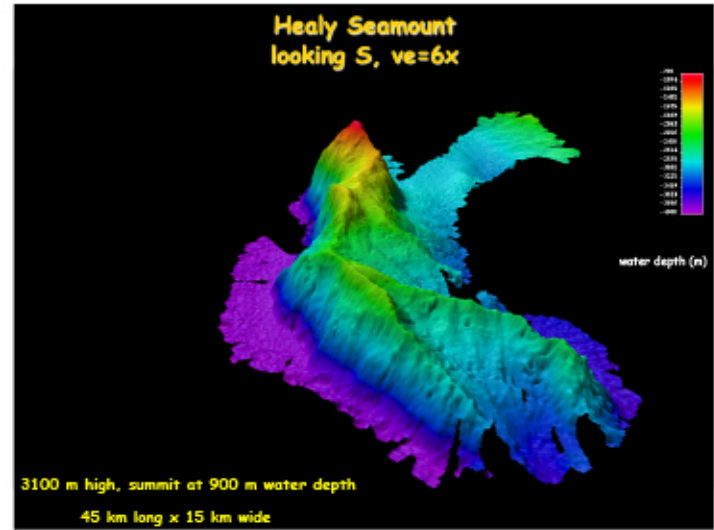 Healy Seamount
looking S, ve=6x
water depth (m)
3100 m high, summit at 900 m water depth
45 km long x 15 km wide